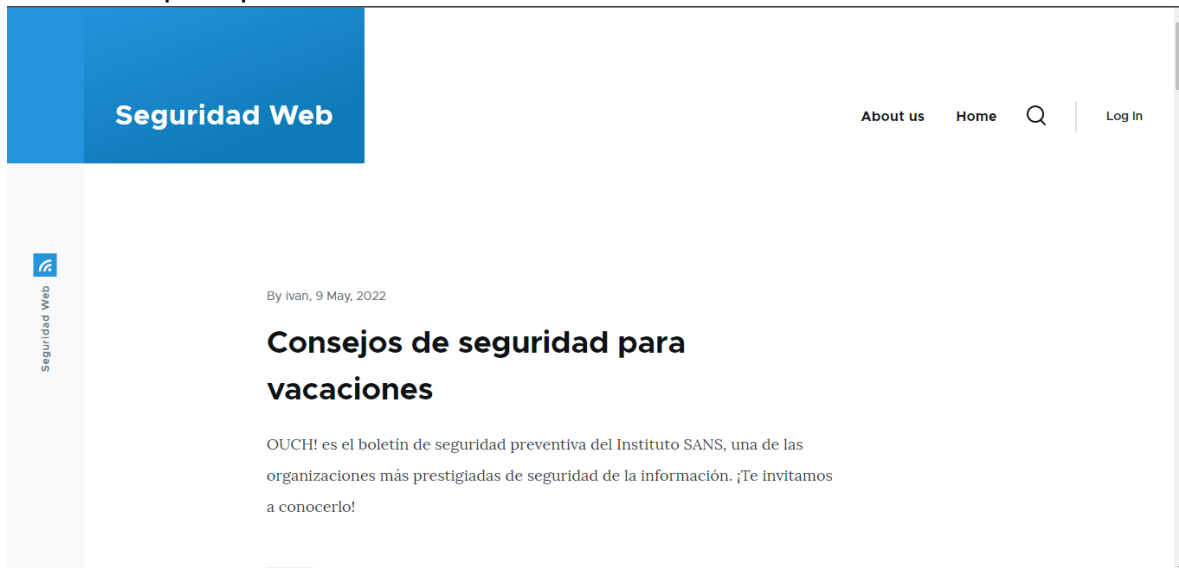 Seguridad Web
About us
Home
Log In
Seguridad Web
By ivan, 9 May, 2022
Consejos de seguridad para
vacaciones
OUCH! es el boletín de seguridad preventiva del Instituto SANS, una de las
organizaciones más prestigiadas de seguridad de la información. ¡Te invitamos
a conocerlo!